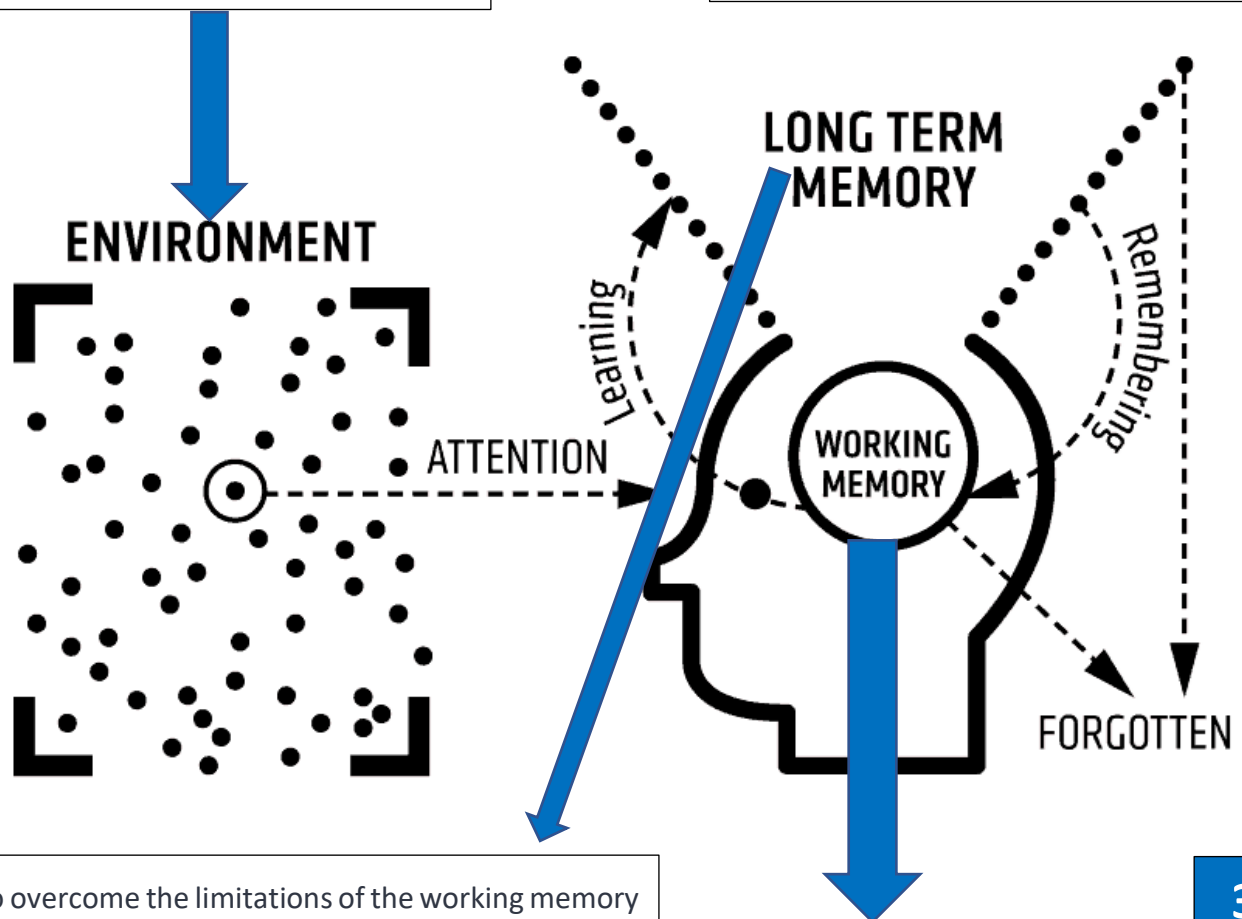 LONG TERM
MEMORY
ENVIRONMENT
Learning
Remembering
ATTENTION
WORKING
MEMORY
FORGOTTEN
overcome the limitations of the working memory
3